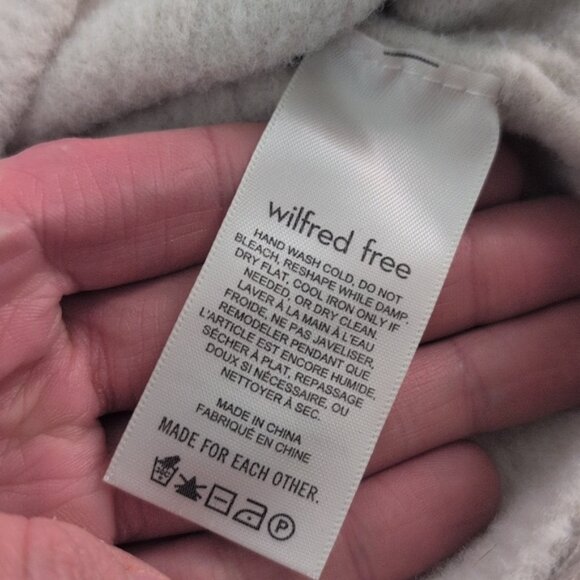 wilfred free
HAND WASH COLD, DO NOT
BLEACH, RESHAPE WHILE DAMP,
DRY FLAT, COOL IRON ONLY IF
NEEDED, OR DRY CLEAN.
LAVER À LA MAIN À L'EAU
FROIDE, NE PAS JAVELISER,
REMODELER PENDANT QUE
L'ARTICLE EST ENCORE HUMIDE,
SÉCHER À PLAT, REPASSAGE
DOUX SI NÉCESSAIRE, OU
NETTOYER À SEC.
MADE IN CHINA
FABRIQUÉ EN CHINE
MADE FOR EACH OTHER.
P